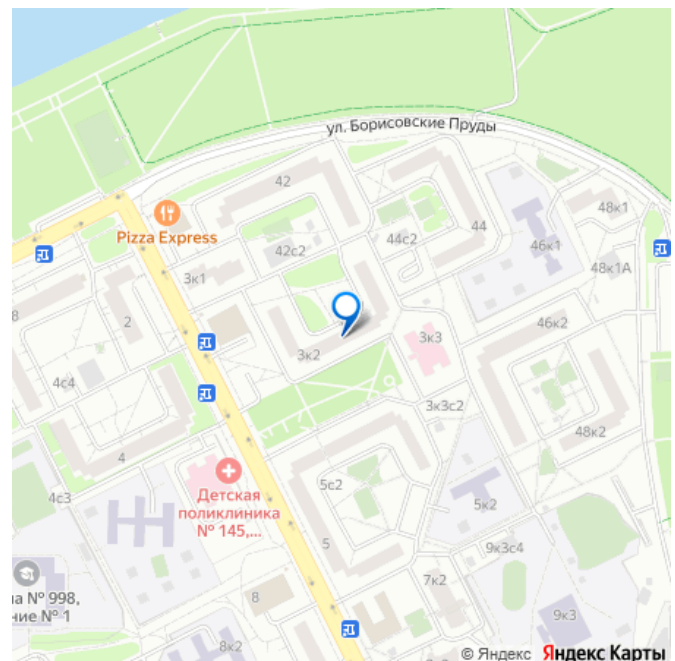 ул. Борисовские Пруды
42
48к1
Pizza Express
44
44с2
46к1
42с2
48к1А
3к1
8
2
46к2
3к3
3к2
4с4
3к3с2
48к2
4
Детская
поликлиника
№ 145,...
5с2
4с3
5к2
5
9к3с4
7к2
а № 998,
ние № 1
8
9к3
8к2
© Яндекс Яндекс Карты